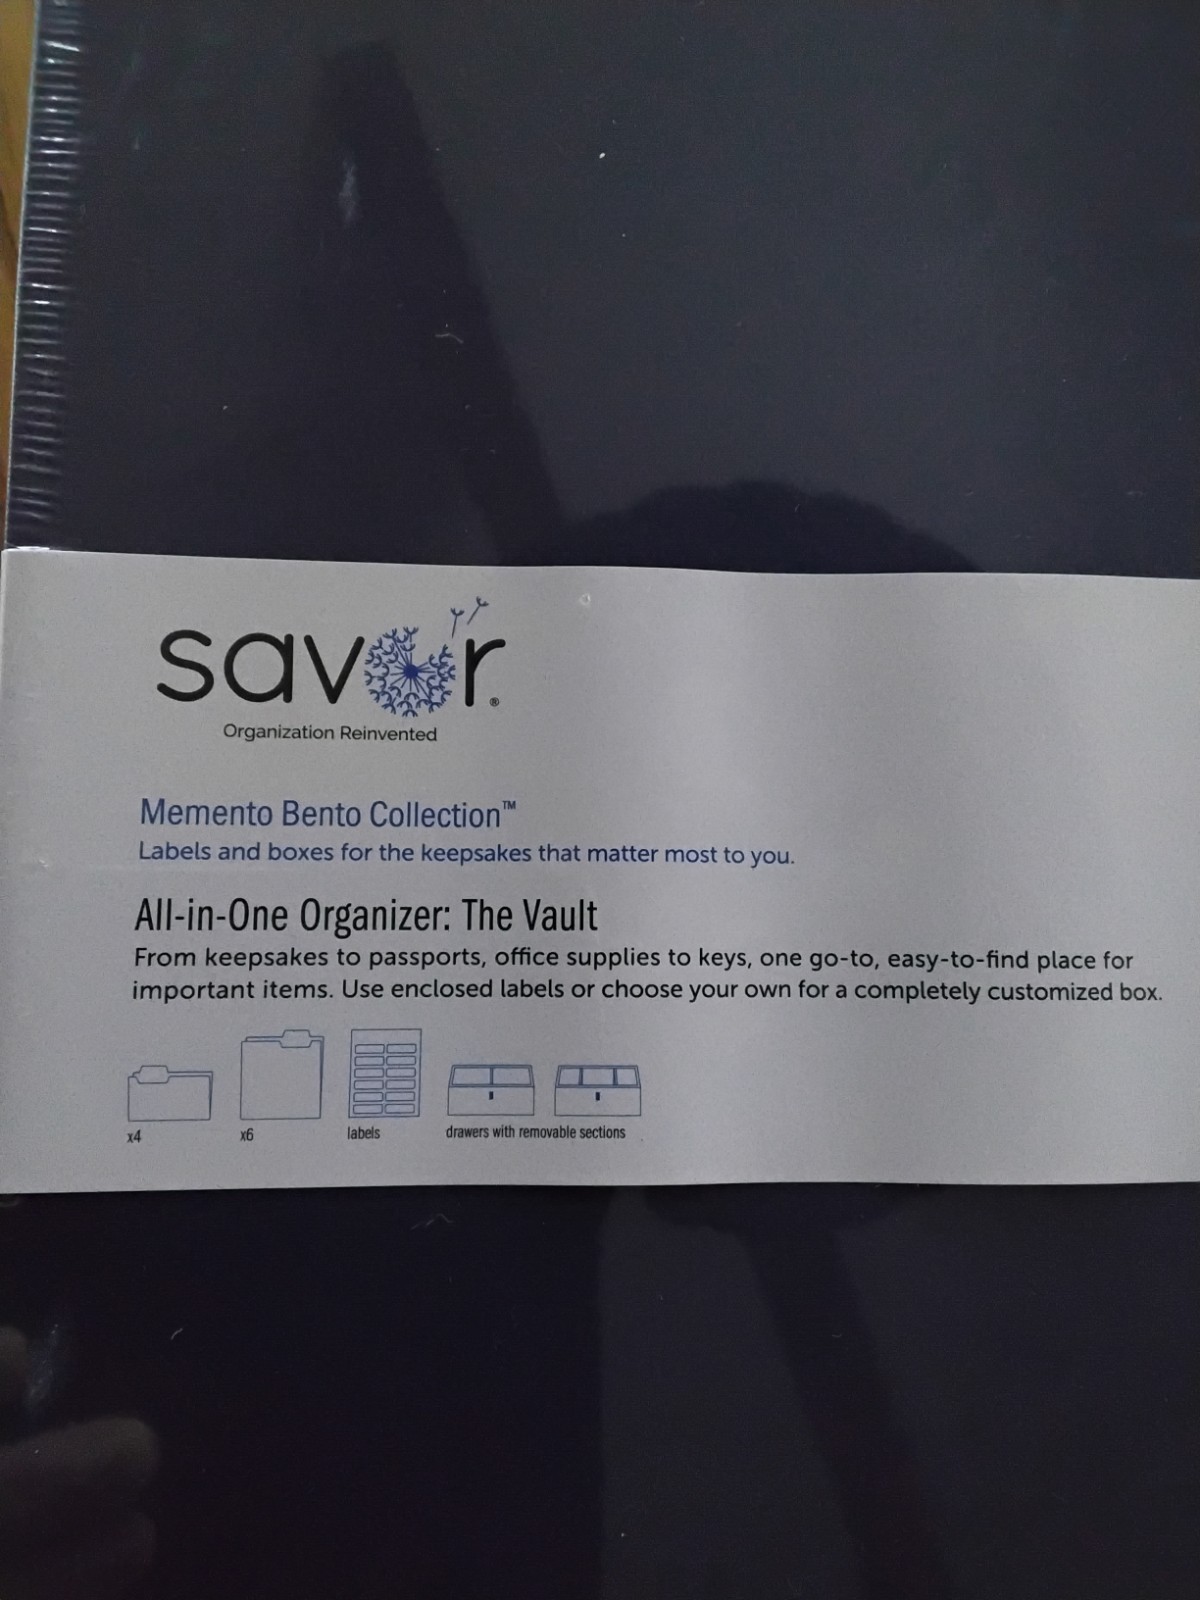 savor®
Organization Reinvented
Memento Bento Collection™
Labels and boxes for the keepsakes that matter most to you.
All-in-One Organizer: The Vault
From keepsakes to passports, office supplies to keys, one go-to, easy-to-find place for
important items. Use enclosed labels or choose your own for a completely customized box.
x4 x6 labels drawers with removable sections